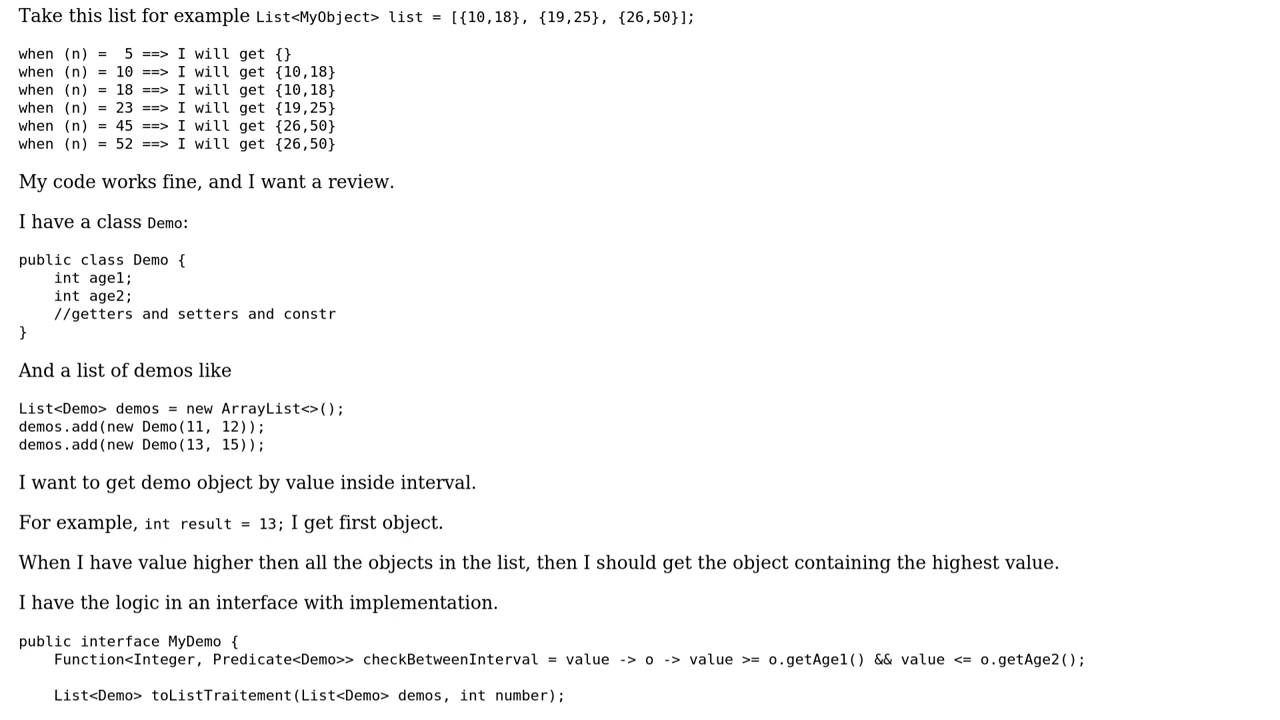 Take this list for example List<MyObject> list = [{10,18}, {19,25}, {26,50}];
when (n) =  5 ==> I will get {}
when (n) = 10 ==> I will get {10,18}
when (n) = 18 ==> I will get {10,18}
when (n) = 23 ==> I will get {19,25}
when (n) = 45 ==> I will get {26,50}
when (n) = 52 ==> I will get {26,50}
My code works fine, and I want a review.
I have a class Demo:
public class Demo {
    int age1;
    int age2;
    //getters and setters and constr
}
And a list of demos like
List<Demo> demos = new ArrayList<>();
demos.add(new Demo(11, 12));
demos.add(new Demo(13, 15));
I want to get demo object by value inside interval.
For example, int result = 13; I get first object.
When I have value higher then all the objects in the list, then I should get the object containing the highest value.
I have the logic in an interface with implementation.
public interface MyDemo {
    Function<Integer, Predicate<Demo>> checkBetweenInterval = value -> o -> value >= o.getAge1() && value <= o.getAge2();
    List<Demo> toListTraitement(List<Demo> demos, int number);